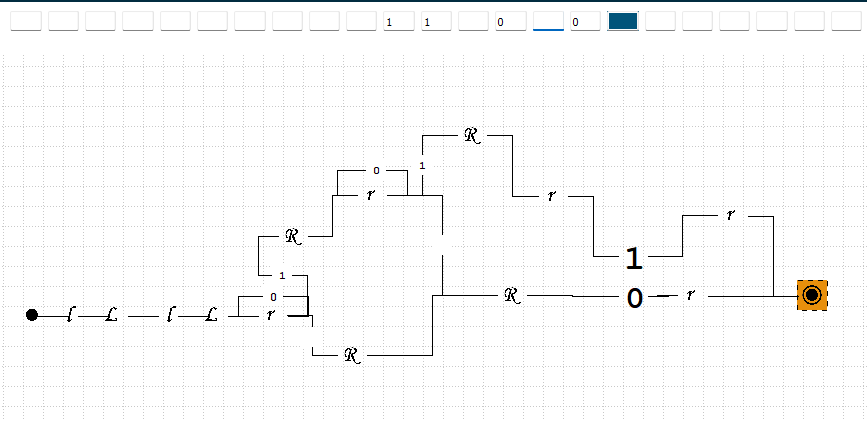 1 1 0 0
ℛ
0 1
r r
r
ℛ 1
1
0 ℛ 0 r
l ℒ l ℒ r
ℛ